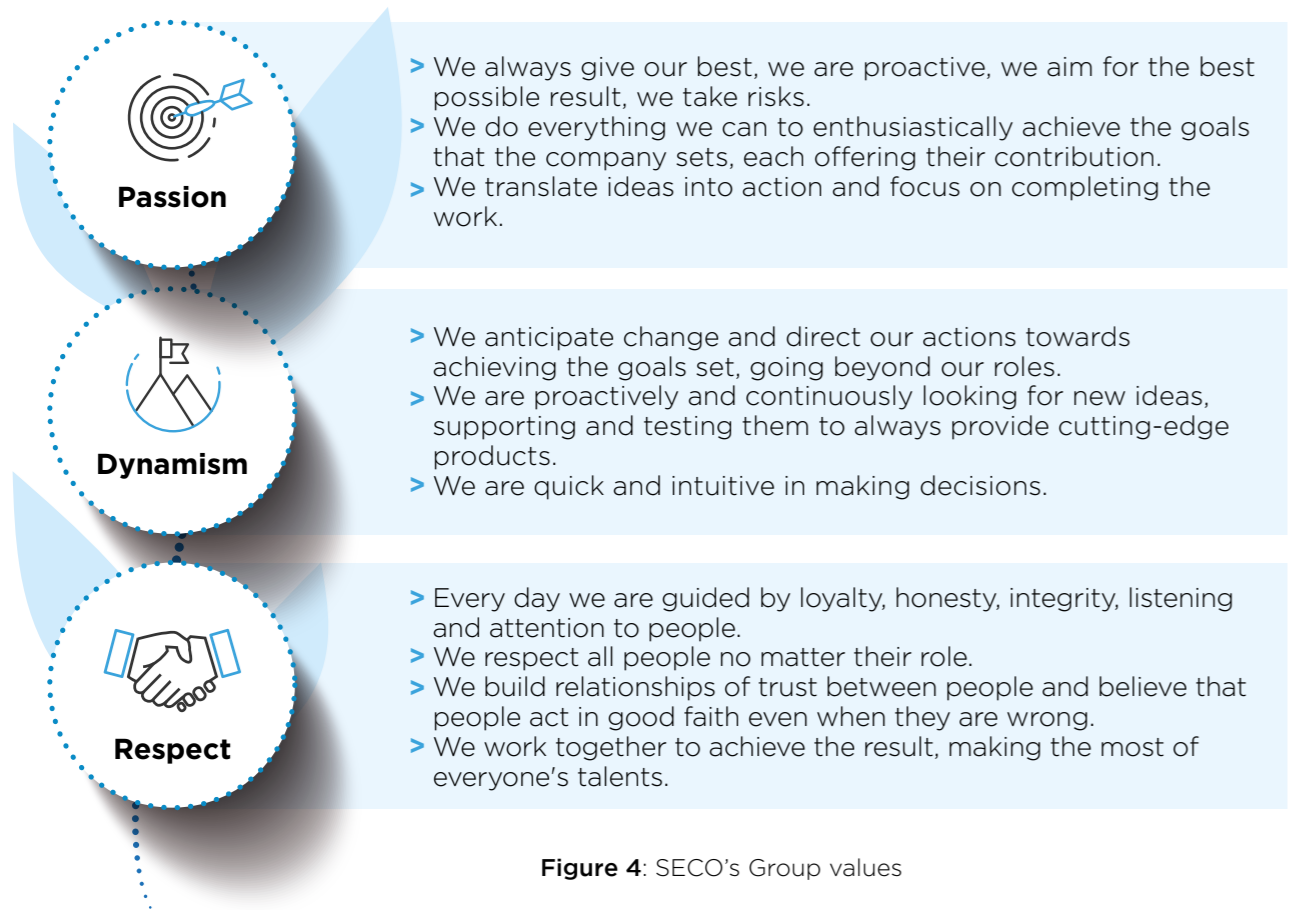 Passion
> We always give our best, we are proactive, we aim for the best
possible result, we take risks.
> We do everything we can to enthusiastically achieve the goals
that the company sets, each offering their contribution.
> We translate ideas into action and focus on completing the
work.
Dynamism
> We anticipate change and direct our actions towards
achieving the goals set, going beyond our roles.
> We are proactively and continuously looking for new ideas,
supporting and testing them to always provide cutting-edge
products.
> We are quick and intuitive in making decisions.
Respect
> Every day we are guided by loyalty, honesty, integrity, listening
and attention to people.
> We respect all people no matter their role.
> We build relationships of trust between people and believe that
people act in good faith even when they are wrong.
> We work together to achieve the result, making the most of
everyone's talents.
Figure 4: SECO’s Group values